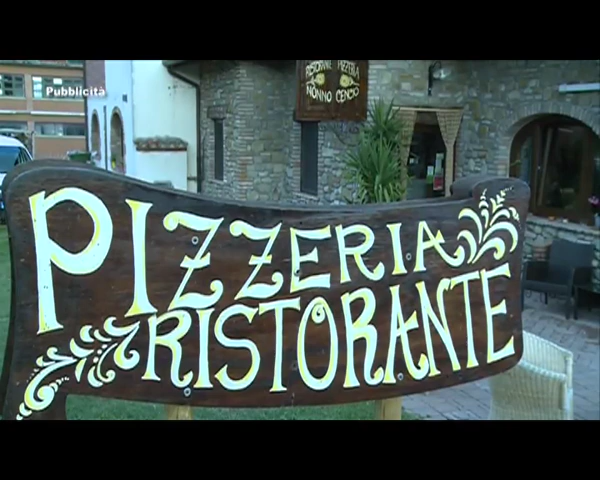 Pubblicità
RISTORANTE PIZZERIA
NONNO CENCIO
PIZZERIA
RISTORANTE